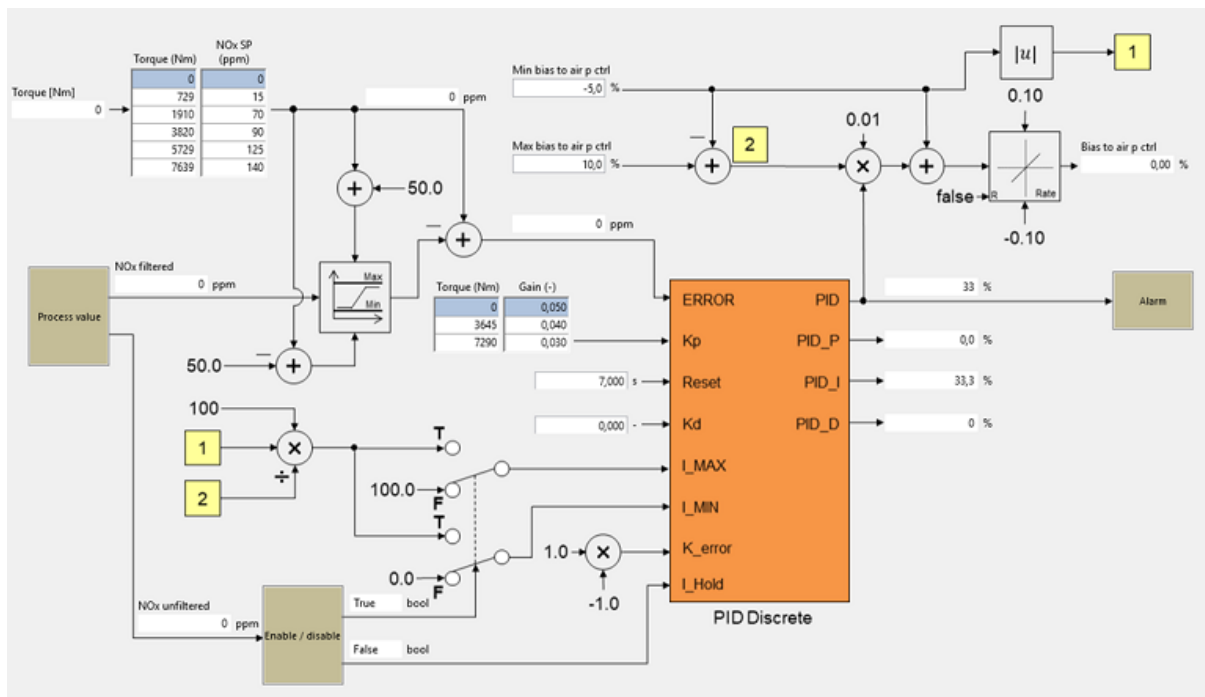 Torque [Nm]
0
Torque (Nm)
NOx SP
(ppm)
0 0
729 15
1910 70
3820 90
5729 125
7639 140
0 ppm
Min bias to air p ctrl
-5,0 %
Max bias to air p ctrl
10,0 %
|u|
1
2
0.01
0.10
false
R
Rate
-0.10
Bias to air p ctrl
0,00 %
50.0
0 ppm
NOx filtered
0 ppm
Process value
Max
Min
50.0
Torque (Nm) Gain (-)
0 0,050
3645 0,040
7290 0,030
7,000 s
0,000 -
ERROR
Kp
Reset
Kd
I_MAX
I_MIN
K_error
I_Hold
PID
PID_P
PID_I
PID_D
PID Discrete
33 %
0,0 %
33,3 %
0 %
Alarm
100
1
2
÷
T
100.0
F
T
0.0
F
1.0
-1.0
NOx unfiltered
0 ppm
Enable / disable
True bool
False bool